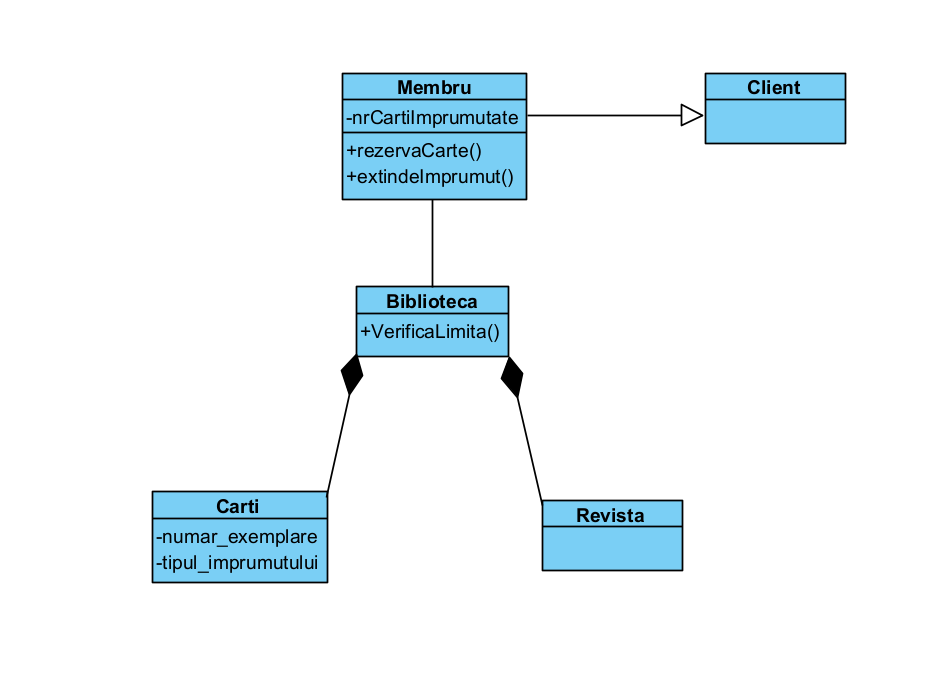 Membru
-nrCartiImprumutate
+rezervaCarte()
+extindeImprumut()
Client
Biblioteca
+VerificaLimita()
Carti
-numar_exemplare
-tipul_imprumutului
Revista